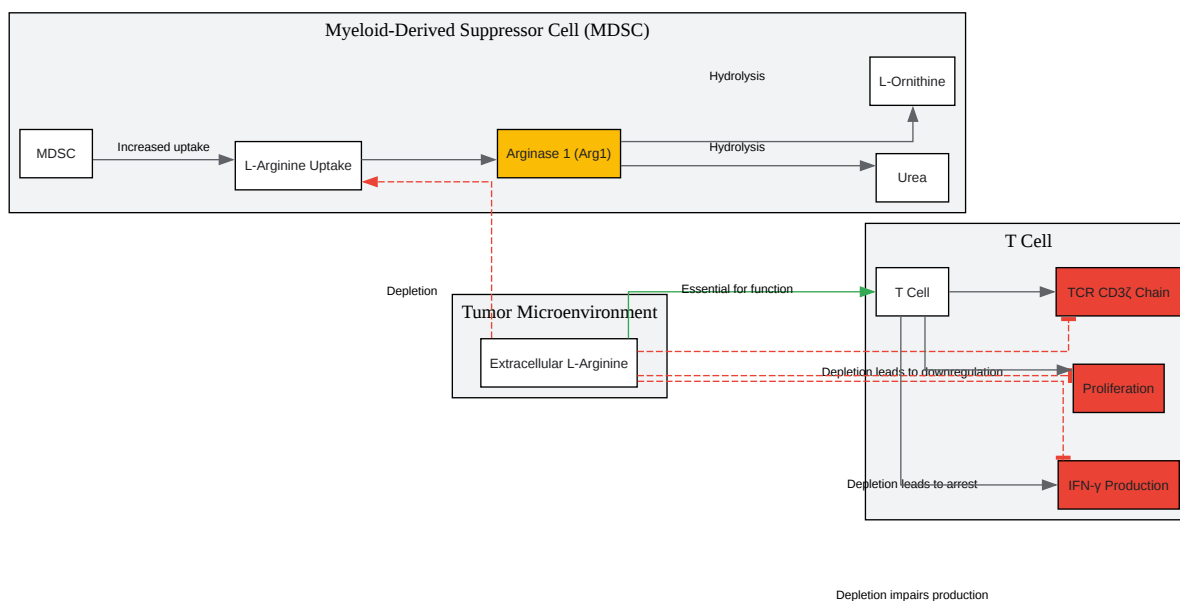 Myeloid-Derived Suppressor Cell (MDSC)
Hydrolysis
L-Ornithine
MDSC
Increased uptake
L-Arginine Uptake
Arginase 1 (Arg1)
Hydrolysis
Urea
T Cell
Depletion
Essential for function
T Cell
TCR CD3ζ Chain
Tumor Microenvironment
Extracellular L-Arginine
Depletion leads to downregulation
Proliferation
Depletion leads to arrest
IFN-γ Production
Depletion impairs production